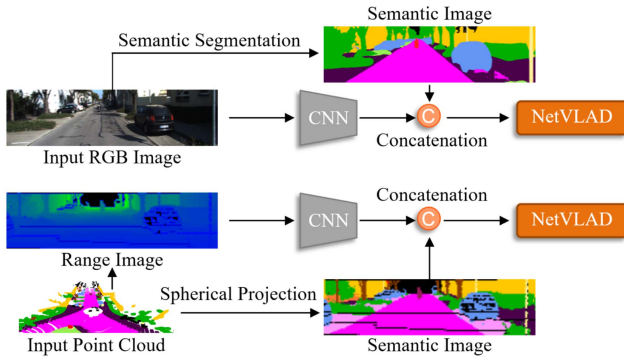 Semantic Image
Semantic Segmentation
CNN
C
NetVLAD
Input RGB Image
Concatenation
Concatenation
CNN
C
NetVLAD
Range Image
Spherical Projection
Input Point Cloud
Semantic Image